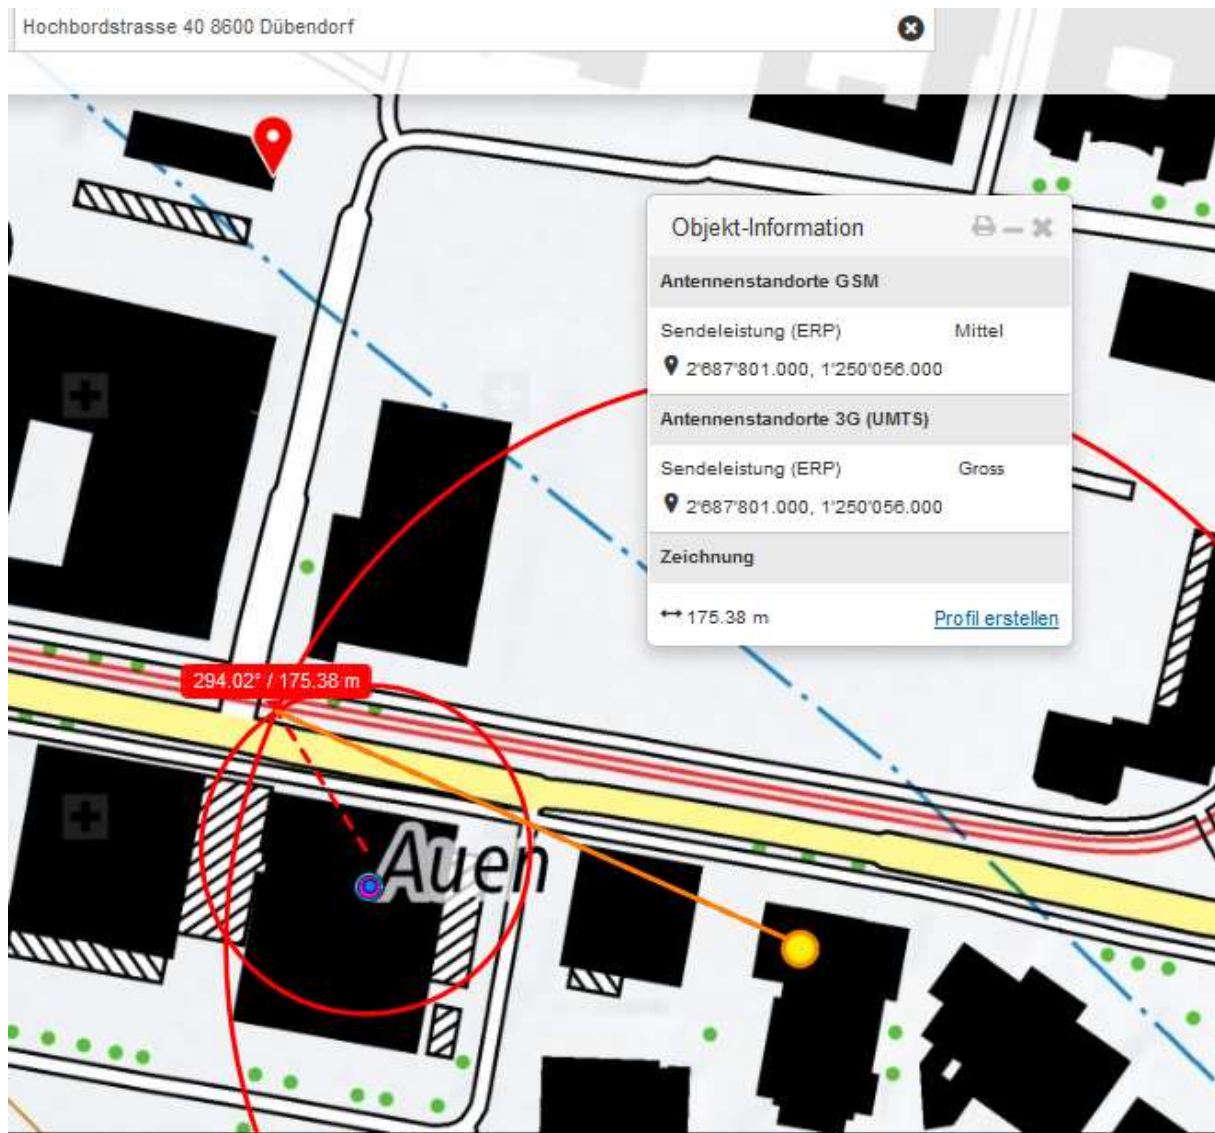 Hochbordstrasse 40 8600 Dübendorf
Objekt-Information
Antennenstandorte GSM
Sendeleistung (ERP) Mittel
2'687'801.000, 1'250'056.000
Antennenstandorte 3G (UMTS)
Sendeleistung (ERP) Gross
2'687'801.000, 1'250'056.000
Zeichnung
175.38 m Profil erstellen
294.02° / 175.38 m
Auen